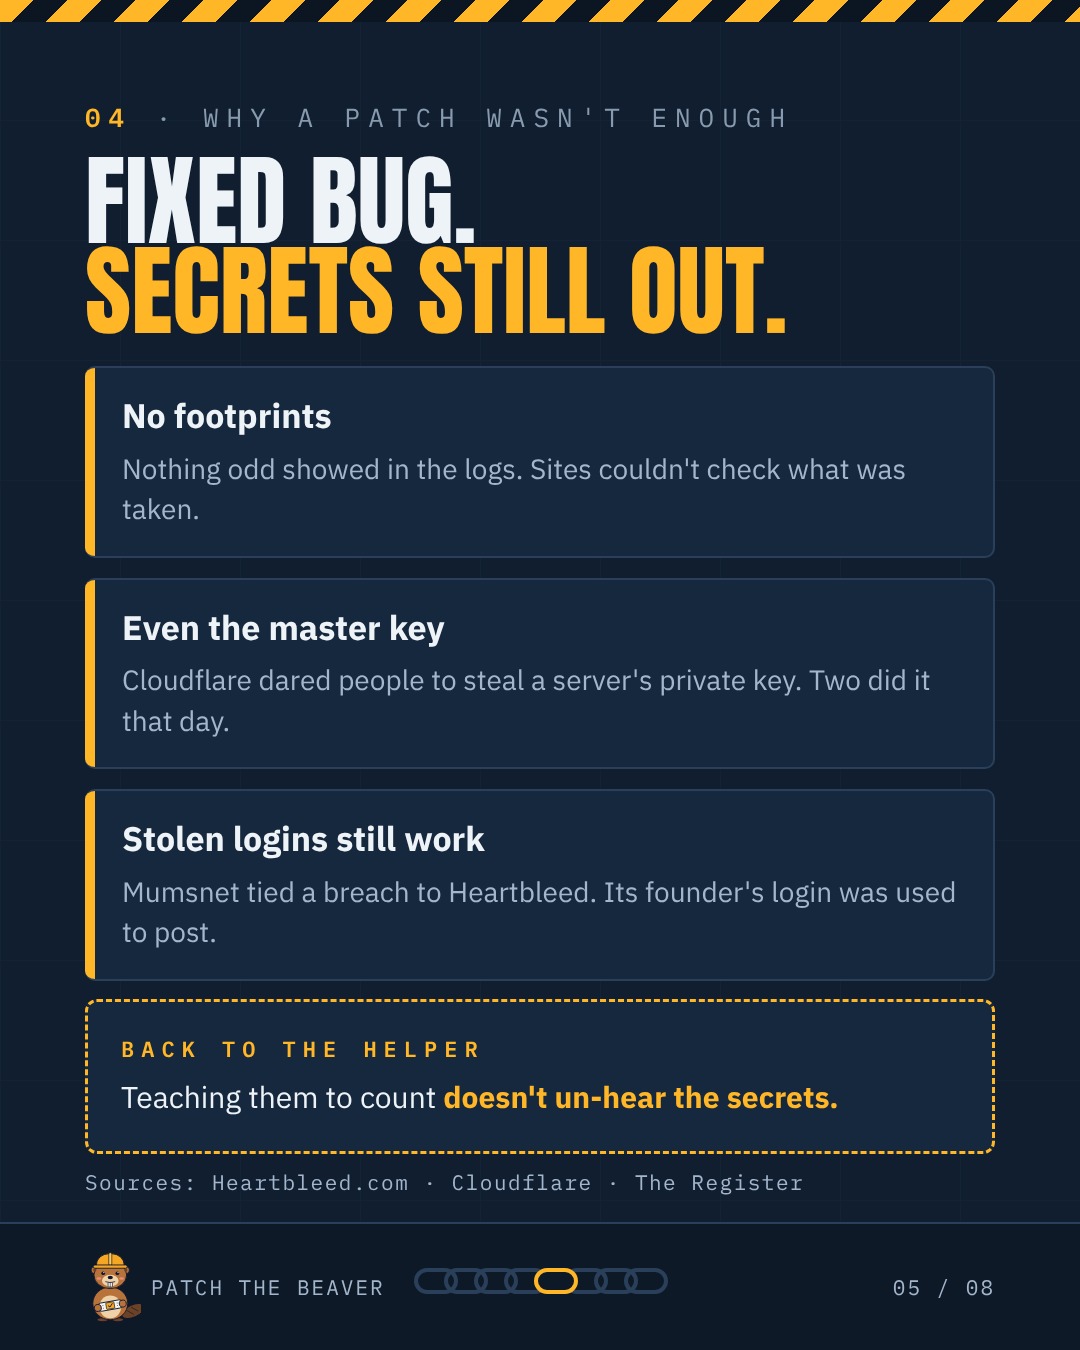 04 · WHY A PATCH WASN'T ENOUGH
FIXED BUG.
SECRETS STILL OUT.
No footprints
Nothing odd showed in the logs. Sites couldn't check what was
taken.
Even the master key
Cloudflare dared people to steal a server's private key. Two did it
that day.
Stolen logins still work
Mumsnet tied a breach to Heartbleed. Its founder's login was used
to post.
BACK TO THE HELPER
Teaching them to count doesn't un-hear the secrets.
Sources: Heartbleed.com · Cloudflare · The Register
PATCH THE BEAVER
05 / 08